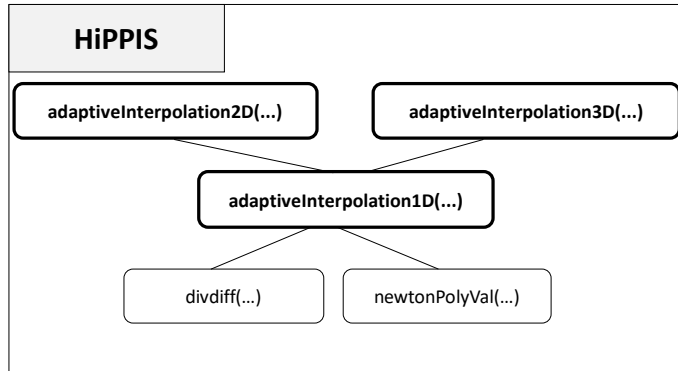 HiPPIS
adaptiveInterpolation2D(...)
adaptiveInterpolation3D(...)
adaptiveInterpolation1D(...)
divdiff(...)
newtonPolyVal(...)